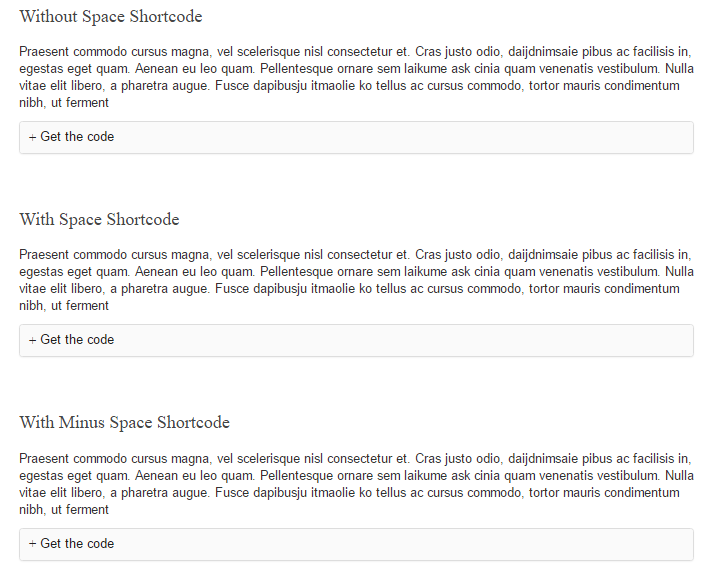 Without Space Shortcode
Praesent commodo cursus magna, vel scelerisque nisl consectetur et. Cras justo odio, daijdnimsaie pibus ac facilisis in,
egestas eget quam. Aenean eu leo quam. Pellentesque ornare sem laikume ask cinia quam venenatis vestibulum. Nulla
vitae elit libero, a pharetra augue. Fusce dapibusju itmaolie ko tellus ac cursus commodo, tortor mauris condimentum
nibh, ut ferment
+ Get the code
With Space Shortcode
Praesent commodo cursus magna, vel scelerisque nisl consectetur et. Cras justo odio, daijdnimsaie pibus ac facilisis in,
egestas eget quam. Aenean eu leo quam. Pellentesque ornare sem laikume ask cinia quam venenatis vestibulum. Nulla
vitae elit libero, a pharetra augue. Fusce dapibusju itmaolie ko tellus ac cursus commodo, tortor mauris condimentum
nibh, ut ferment
+ Get the code
With Minus Space Shortcode
Praesent commodo cursus magna, vel scelerisque nisl consectetur et. Cras justo odio, daijdnimsaie pibus ac facilisis in,
egestas eget quam. Aenean eu leo quam. Pellentesque ornare sem laikume ask cinia quam venenatis vestibulum. Nulla
vitae elit libero, a pharetra augue. Fusce dapibusju itmaolie ko tellus ac cursus commodo, tortor mauris condimentum
nibh, ut ferment
+ Get the code